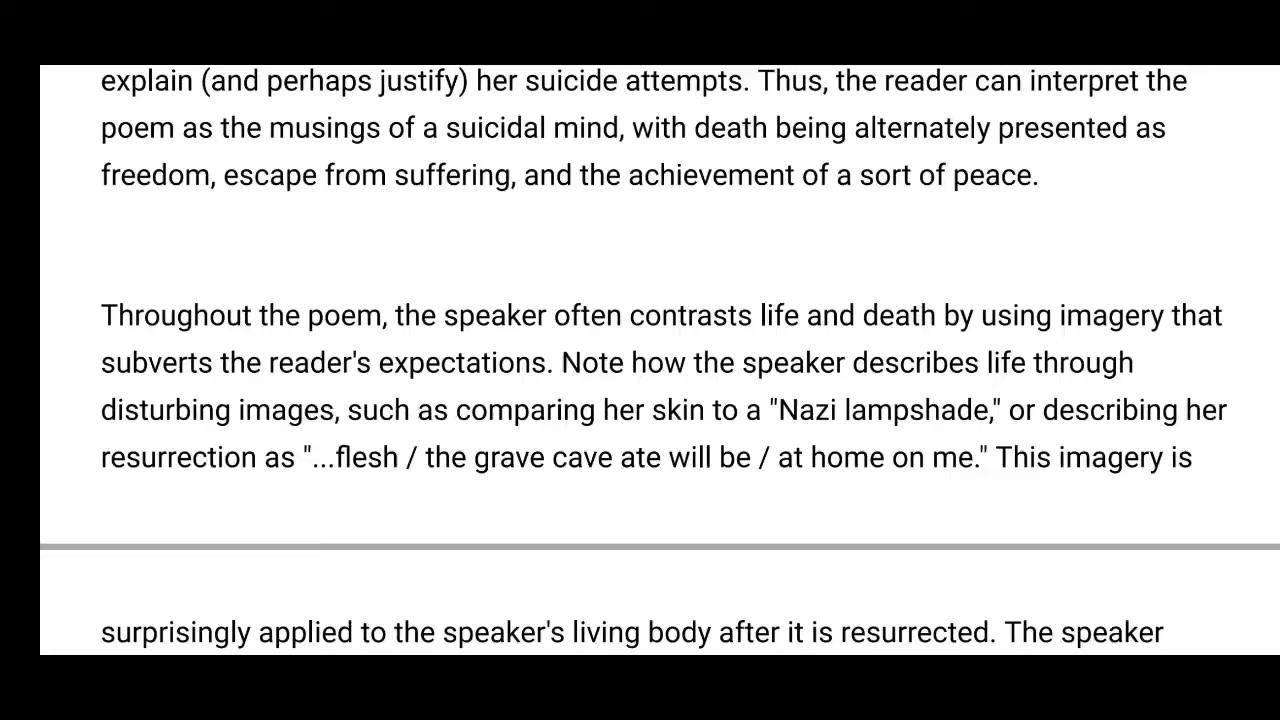 explain (and perhaps justify) her suicide attempts. Thus, the reader can interpret the
poem as the musings of a suicidal mind, with death being alternately presented as
freedom, escape from suffering, and the achievement of a sort of peace.
Throughout the poem, the speaker often contrasts life and death by using imagery that
subverts the reader's expectations. Note how the speaker describes life through
disturbing images, such as comparing her skin to a "Nazi lampshade," or describing her
resurrection as "...flesh / the grave cave ate will be / at home on me." This imagery is
surprisingly applied to the speaker's living body after it is resurrected. The speaker